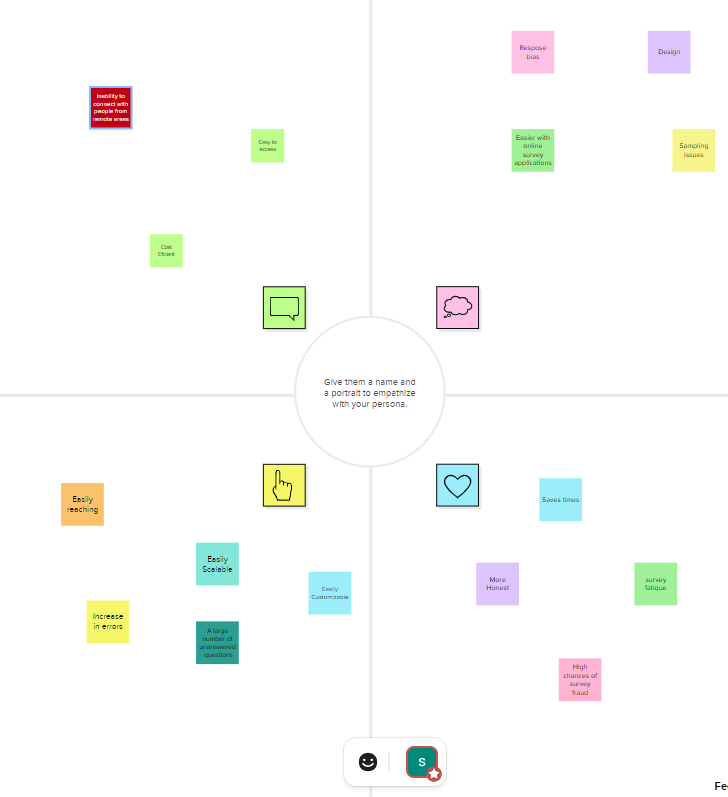 Inability to
connect with
people from
remote areas
Easy to
access
Cost
Efcient
Respose
bias
Design
Easier with
online
survey
applications
Sampling
issues
Give them a name and
a portrait to empathize
with your persona.
Easily
reaching
Easily
Scalable
Easily
Customizable
Increase
in errors
A large
number of
unanswered
questions
Saves times
More
Honest
survey
fatique
High
chances of
survey
fraud
S
Fe